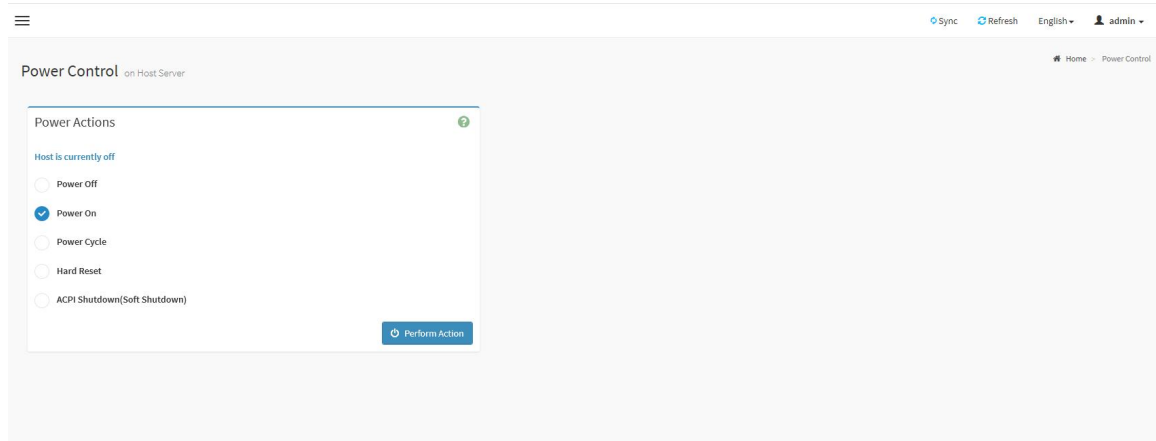 Sync Refresh English admin
Home > Power Control
Power Control on Host Server
Power Actions
Host is currently off
Power Off
Power On
Power Cycle
Hard Reset
ACPI Shutdown(Soft Shutdown)
Perform Action